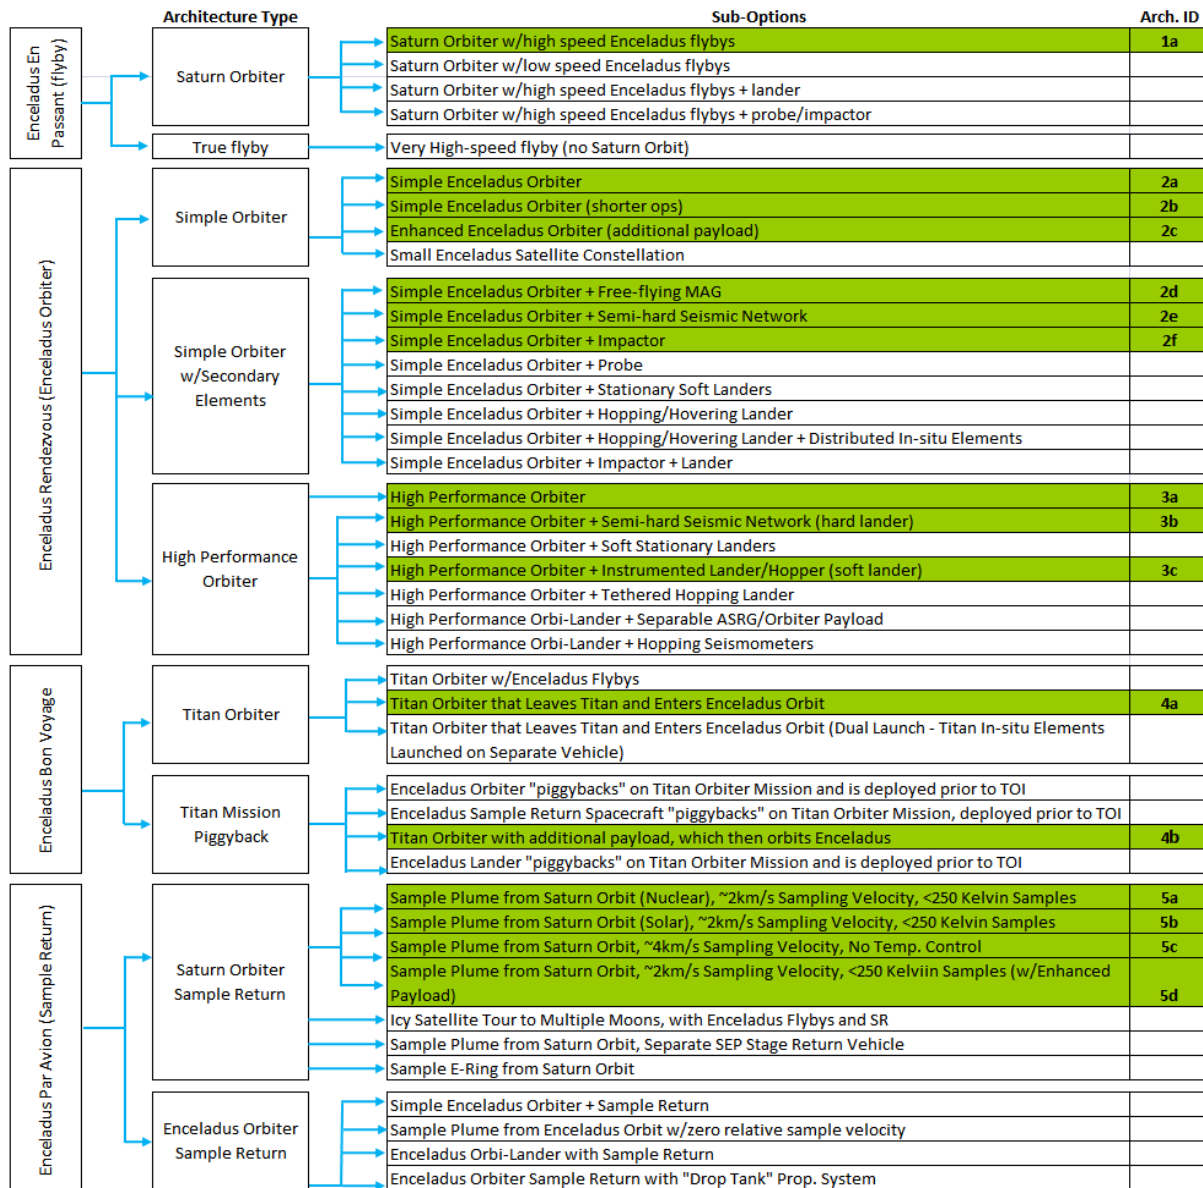 Architecture Type Sub-Options Arch. ID
Enceladus En
Passant (flyby)
Saturn Orbiter
Saturn Orbiter w/high speed Enceladus flybys 1a
Saturn Orbiter w/low speed Enceladus flybys
Saturn Orbiter w/high speed Enceladus flybys + lander
Saturn Orbiter w/high speed Enceladus flybys + probe/impactor
True flyby
Very High-speed flyby (no Saturn Orbit)
Enceladus Rendezvous (Enceladus Orbiter)
Simple Orbiter
Simple Enceladus Orbiter 2a
Simple Enceladus Orbiter (shorter ops) 2b
Enhanced Enceladus Orbiter (additional payload) 2c
Small Enceladus Satellite Constellation
Simple Orbiter
w/Secondary
Elements
Simple Enceladus Orbiter + Free-flying MAG 2d
Simple Enceladus Orbiter + Semi-hard Seismic Network 2e
Simple Enceladus Orbiter + Impactor 2f
Simple Enceladus Orbiter + Probe
Simple Enceladus Orbiter + Stationary Soft Landers
Simple Enceladus Orbiter + Hopping/Hovering Lander
Simple Enceladus Orbiter + Hopping/Hovering Lander + Distributed In-situ Elements
Simple Enceladus Orbiter + Impactor + Lander
High Performance
Orbiter
High Performance Orbiter 3a
High Performance Orbiter + Semi-hard Seismic Network (hard lander) 3b
High Performance Orbiter + Soft Stationary Landers
High Performance Orbiter + Instrumented Lander/Hopper (soft lander) 3c
High Performance Orbiter + Tethered Hopping Lander
High Performance Orbi-Lander + Separable ASRG/Orbiter Payload
High Performance Orbi-Lander + Hopping Seismometers
Enceladus Bon Voyage
Titan Orbiter
Titan Orbiter w/Enceladus Flybys
Titan Orbiter that Leaves Titan and Enters Enceladus Orbit 4a
Titan Orbiter that Leaves Titan and Enters Enceladus Orbit (Dual Launch - Titan In-situ Elements
Launched on Separate Vehicle)
Titan Mission
Piggyback
Enceladus Orbiter "piggybacks" on Titan Orbiter Mission and is deployed prior to TOI
Enceladus Sample Return Spacecraft "piggybacks" on Titan Orbiter Mission, deployed prior to TOI
Titan Orbiter with additional payload, which then orbits Enceladus 4b
Enceladus Lander "piggybacks" on Titan Orbiter Mission and is deployed prior to TOI
Enceladus Par Avion (Sample Return)
Saturn Orbiter
Sample Return
Sample Plume from Saturn Orbit (Nuclear), ~2km/s Sampling Velocity, <250 Kelvin Samples 5a
Sample Plume from Saturn Orbit (Solar), ~2km/s Sampling Velocity, <250 Kelvin Samples 5b
Sample Plume from Saturn Orbit, ~4km/s Sampling Velocity, No Temp. Control 5c
Sample Plume from Saturn Orbit, ~2km/s Sampling Velocity, <250 Kelviin Samples (w/Enhanced
Payload) 5d
Icy Satellite Tour to Multiple Moons, with Enceladus Flybys and SR
Sample Plume from Saturn Orbit, Separate SEP Stage Return Vehicle
Sample E-Ring from Saturn Orbit
Enceladus Orbiter
Sample Return
Simple Enceladus Orbiter + Sample Return
Sample Plume from Enceladus Orbit w/zero relative sample velocity
Enceladus Orbi-Lander with Sample Return
Enceladus Orbiter Sample Return with "Drop Tank" Prop. System